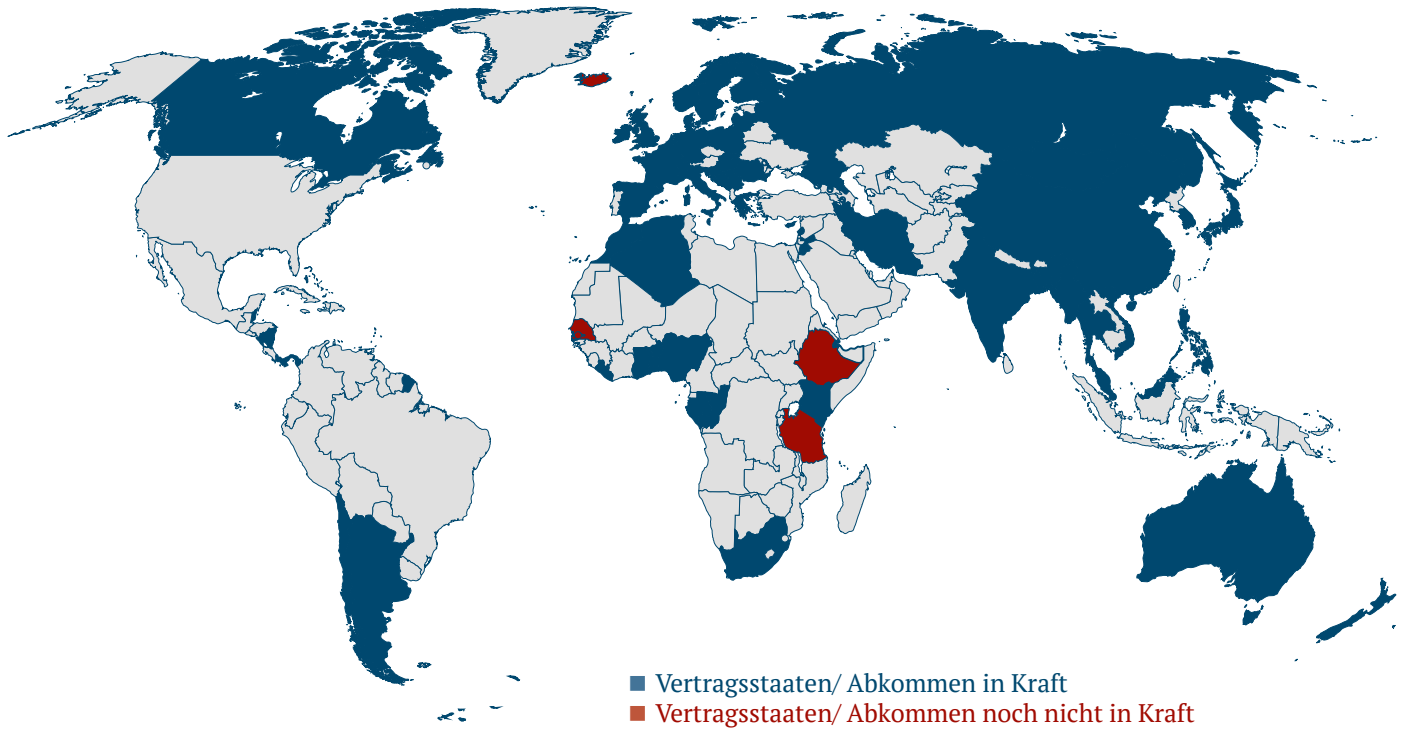 Vertragsstaaten/ Abkommen in Kraft
Vertragsstaaten/ Abkommen noch nicht in Kraft